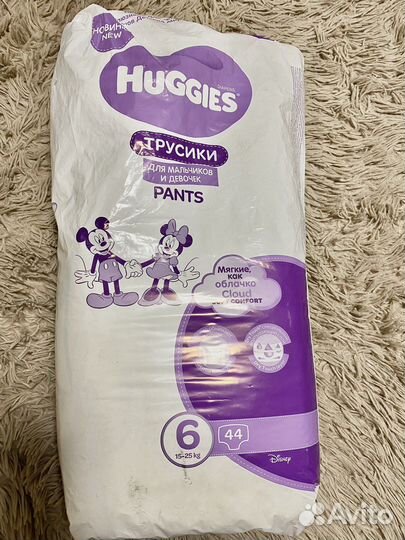 НОВИНКА
NEW
HUGGIES
ТРУСИКИ
ДЛЯ МАЛЬЧИКОВ
И ДЕВОЧЕК
PANTS
Мягкие,
как
облачко
Cloud
COMFORT
6
15-25 kg
44
Disney
Avito